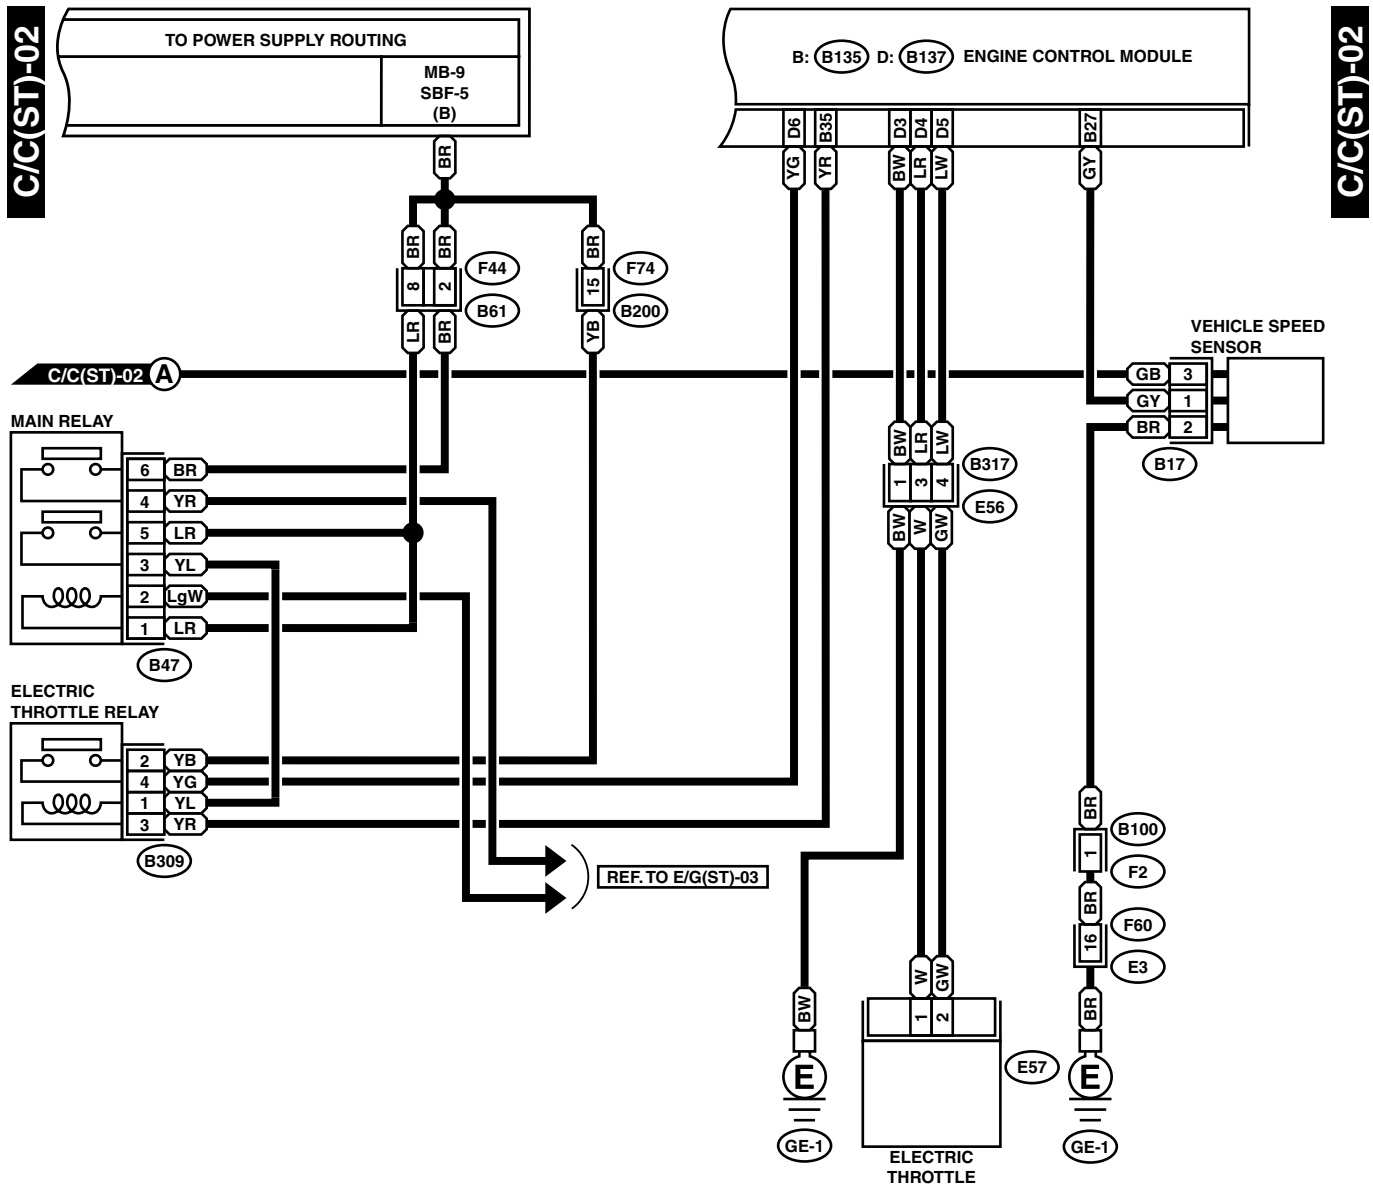 C/C(ST)-02
C/C(ST)-02
TO POWER SUPPLY ROUTING
MB-9
SBF-5
(B)
B: B135 D: B137 ENGINE CONTROL MODULE
D6 B35 D3 D4 D5 B27
BR
YG YR BW LR LW GY
BR BR BR
F44 F74
8 2 15
B61 B200
LR BR YB
VEHICLE SPEED
SENSOR
C/C(ST)-02 A
GB 3
GY 1
BR 2
B17
MAIN RELAY
6 BR
4 YR
5 LR
3 YL
2 LgW
1 LR
B47
BW LR LW
B317
1 3 4
E56
BW W GW
ELECTRIC
THROTTLE RELAY
2 YB
4 YG
1 YL
3 YR
B309
REF. TO E/G(ST)-03
BR
B100
1
F2
BR
F60
16
E3
BR
W GW
BW
1 2
E57
E E
GE-1 GE-1
ELECTRIC
THROTTLE